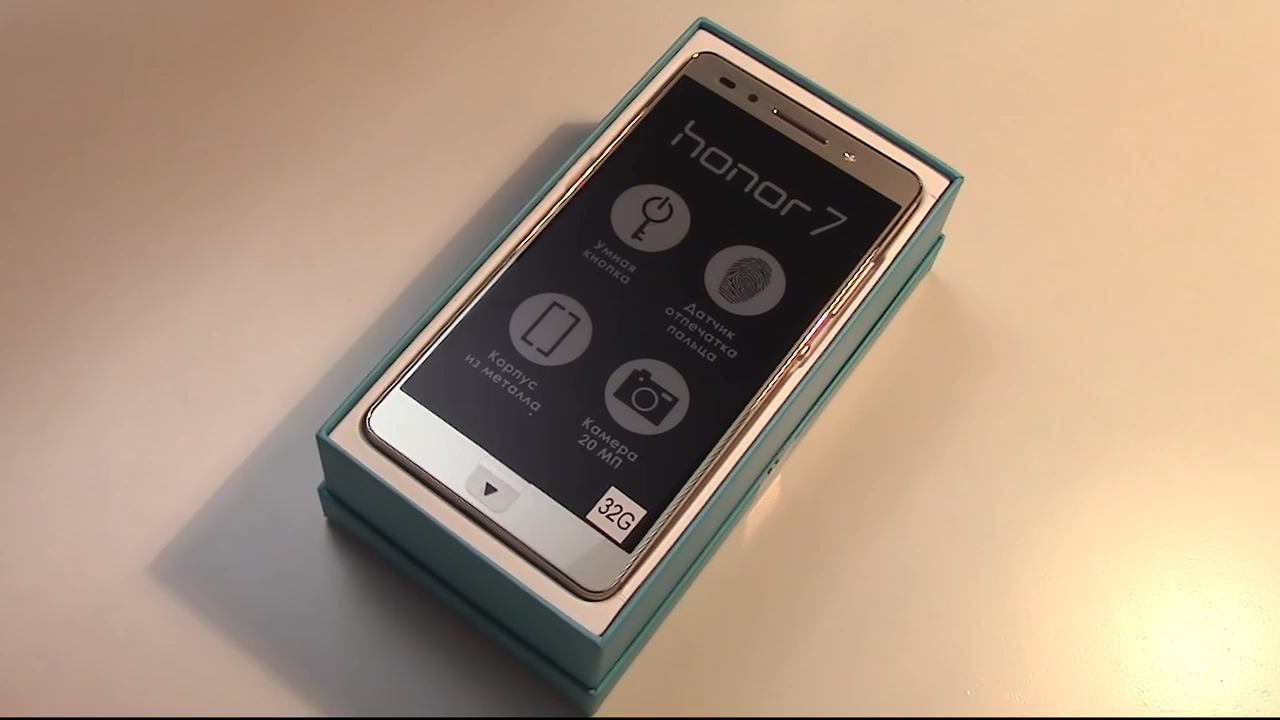 honor 7
Умная
кнопка
Датчик
отпечатка
пальца
Корпус
из металла
Камера
20 МП
32G